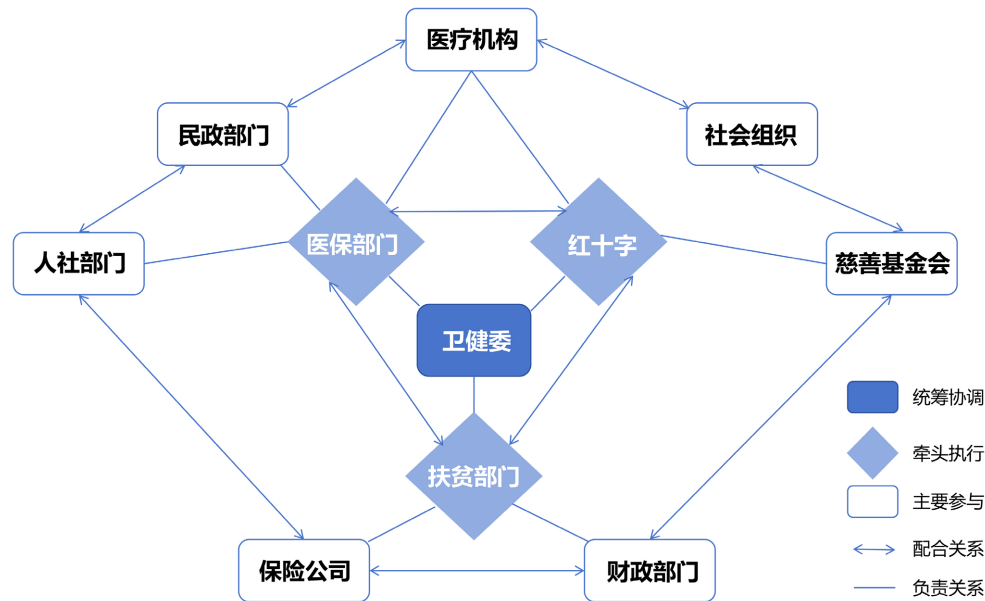 医疗机构
民政部门
社会组织
医保部门
红十字
人社部门
慈善基金会
卫健委
统筹协调
牵头执行
扶贫部门
主要参与
配合关系
保险公司
财政部门
负责关系